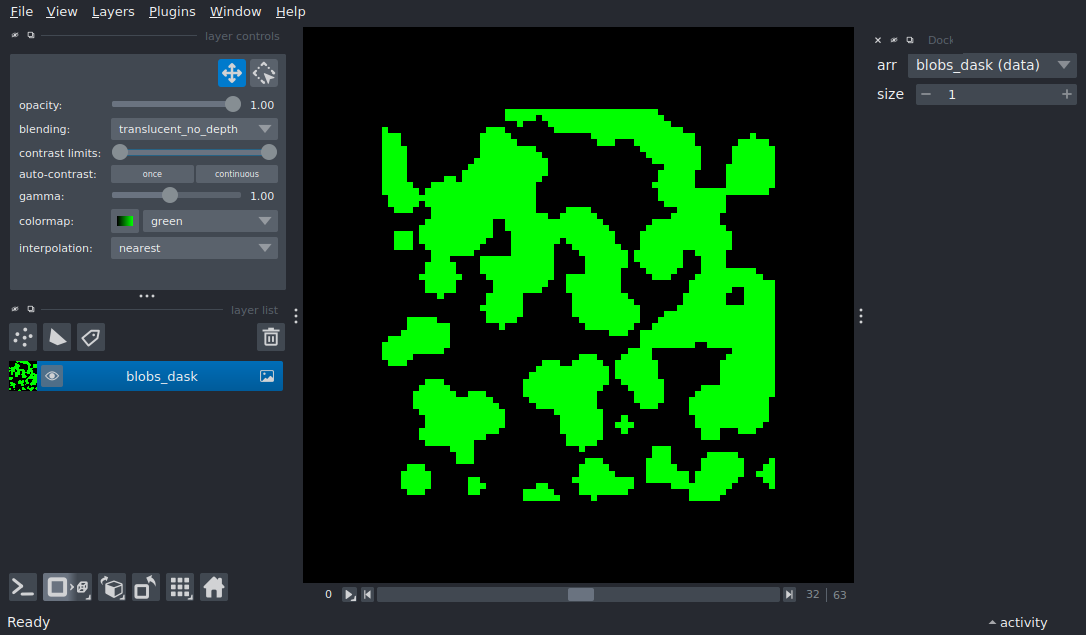 File View Layers Plugins Window Help
layer controls
opacity: 1.00
blending: translucent_no_depth
contrast limits:
auto-contrast: once continuous
gamma: 1.00
colormap: green
interpolation: nearest
layer list
blobs_dask
0 32 63
Ready
Dock
arr blobs_dask (data)
size 1
activity